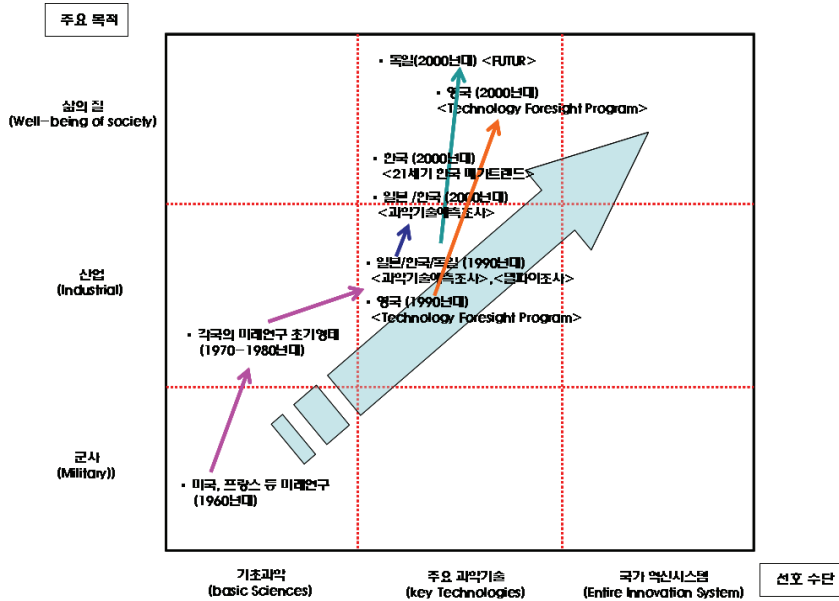 주요 목적
• 독일(2000년대) <FUTUR>
• 영국 (2000년대)
<Technology Foresight Program>
삶의 질
(Well-being of society)
• 한국 (2000년대)
<21세기 한국 메가트렌드>
• 일본 /한국 (2000년대)
<과학기술예측조사>
• 일본/한국/독일 (1990년대)
<과학기술예측조사>,<델파이조사>
산업
(Industrial)
• 영국 (1990년대)
<Technology Foresight Program>
• 각국의 미래연구 초기형태
(1970-1980년대)
군사
(Military))
• 미국, 프랑스 등 미래연구
(1960년대)
기초과학
(basic Sciences)
주요 과학기술
(key Technologies)
국가 혁신시스템
(Entire Innovation System)
선호 수단